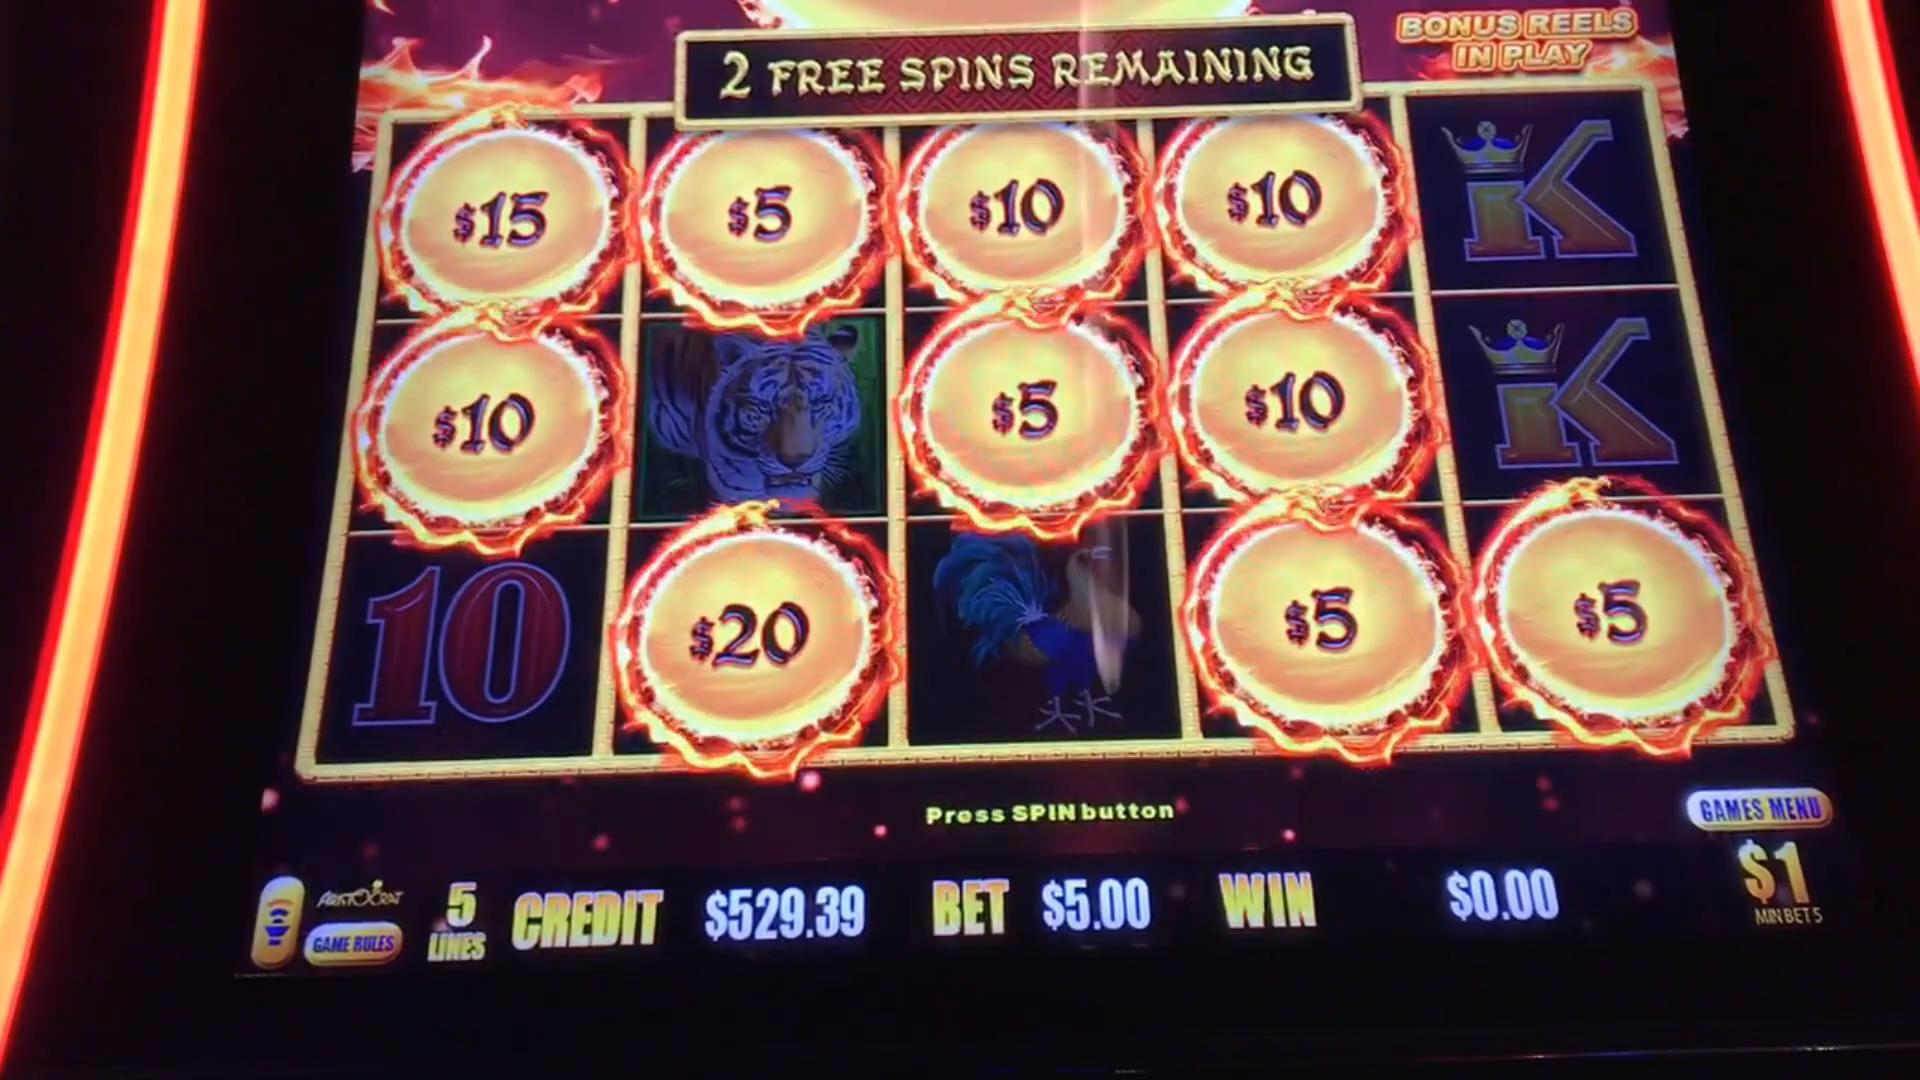 BONUS REELS
IN PLAY
2 FREE SPINS REMAINING
$15 $5 $10 $10 K
$10 $5 $10 K
10 $20 $5 $5
Press SPIN button
GAMES MENU
ARISTOCRAT
GAME RULES
5
LINES
CREDIT $529.39 BET $5.00 WIN $0.00
$1
MIN BET 5